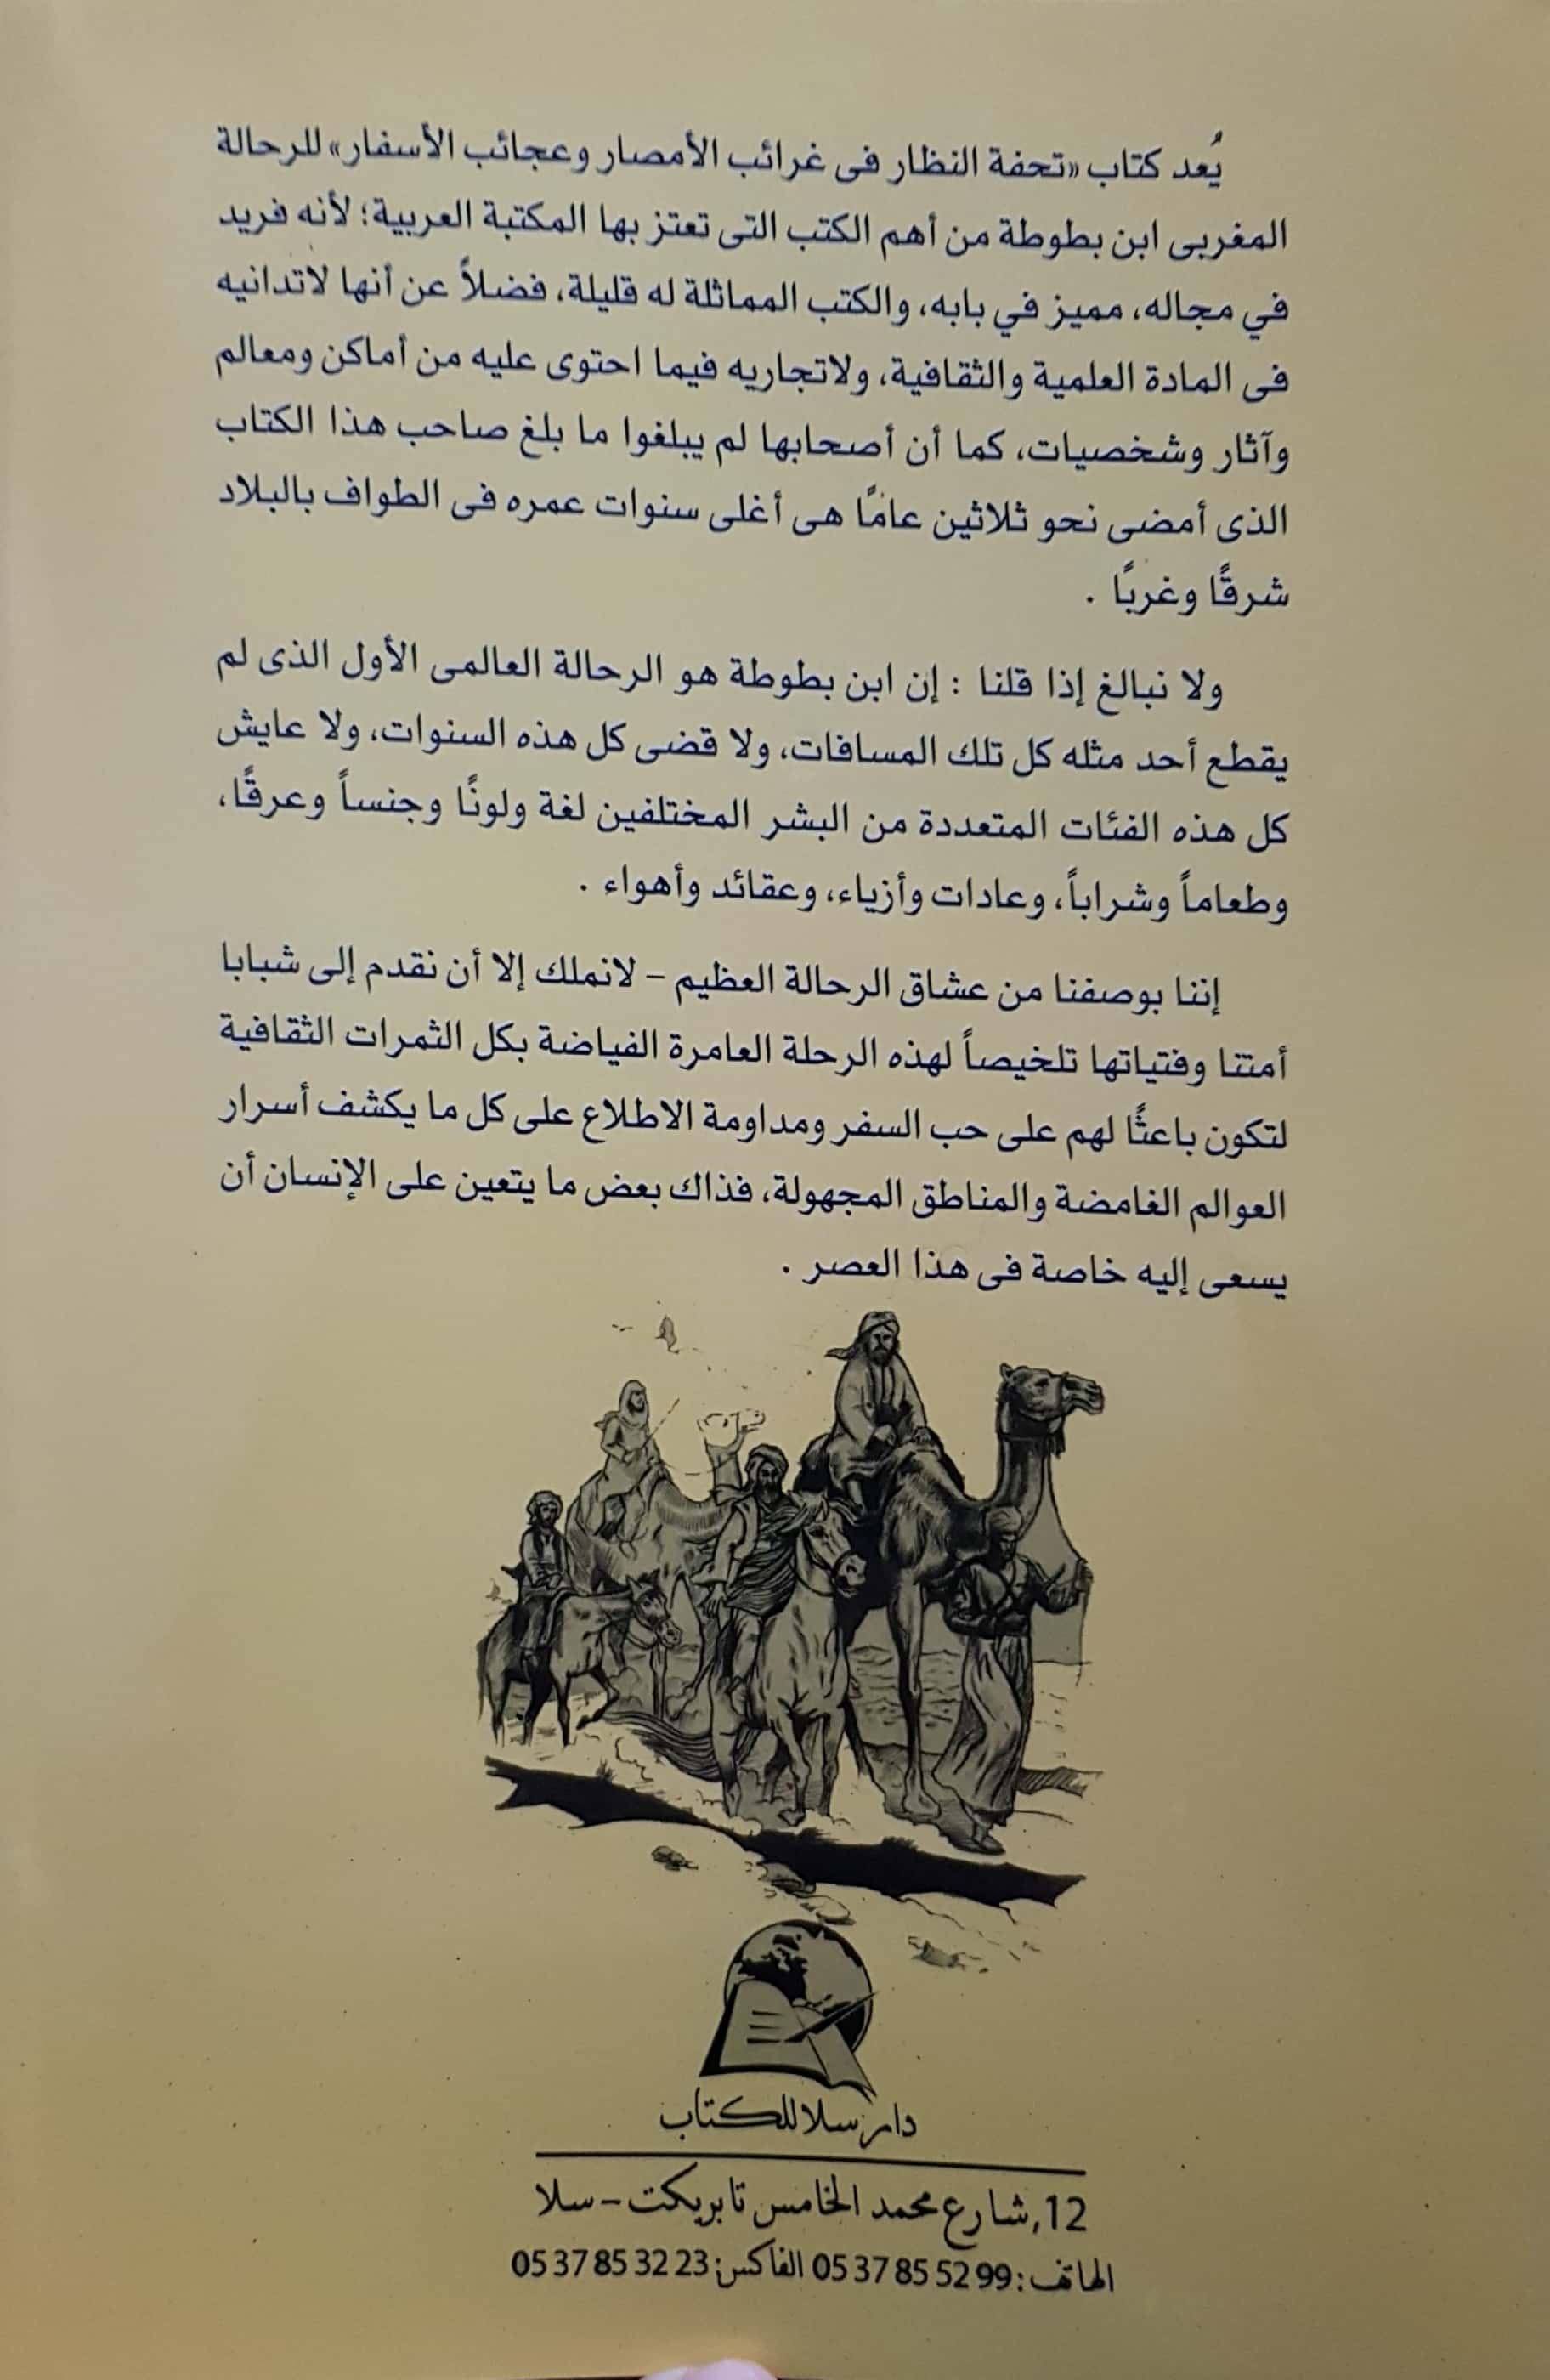 يُعد كتاب «تحفة النظار فى غرائب الأمصار وعجائب الأسفار» للرحالة
المغربى ابن بطوطة من أهم الكتب التى تعتز بها المكتبة العربية؛ لأنه فريد
في مجاله، مميز في بابه، والكتب المماثلة له قليلة، فضلاً عن أنها لاتدانيه
فى المادة العلمية والثقافية، ولاتجاريه فيما احتوى عليه من أماكن ومعالم
وآثار وشخصيات، كما أن أصحابها لم يبلغوا ما بلغ صاحب هذا الكتاب
الذى أمضى نحو ثلاثين عامًا هى أغلى سنوات عمره فى الطواف بالبلاد
شرقًا وغربًا .
ولا نبالغ إذا قلنا : إن ابن بطوطة هو الرحالة العالمى الأول الذى لم
يقطع أحد مثله كل تلك المسافات، ولا قضى كل هذه السنوات، ولا عايش
كل هذه الفئات المتعددة من البشر المختلفين لغة ولونًا وجنساً وعرقًا،
وطعاماً وشراباً، وعادات وأزياء، وعقائد وأهواء .
إننا بوصفنا من عشاق الرحالة العظيم – لانملك إلا أن نقدم إلى شبابا
أمتنا وفتياتها تلخيصاً لهذه الرحلة العامرة الفياضة بكل الثمرات الثقافية
لتكون باعثًا لهم على حب السفر ومداومة الاطلاع على كل ما يكشف أسرار
العوالم الغامضة والمناطق المجهولة، فذاك بعض ما يتعين على الإنسان أن
يسعى إليه خاصة فى هذا العصر .
دار سلا للكتاب
12, شارع محمد الخامس تابريكت – سلا
الهاتف: 05 37 85 52 99 الفاكس: 05 37 85 32 23